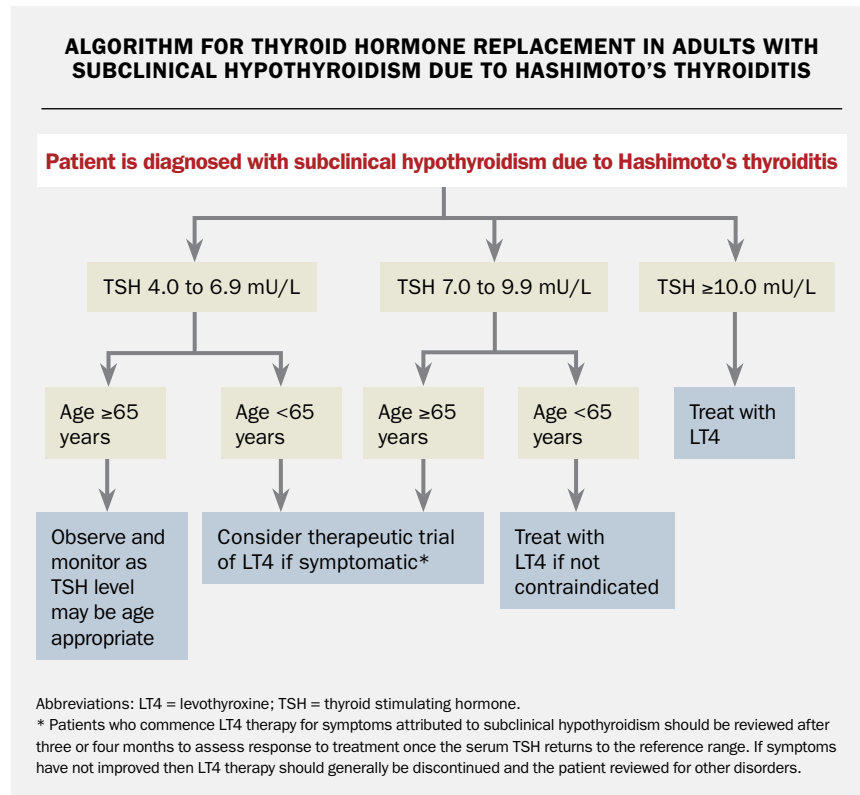 ALGORITHM FOR THYROID HORMONE REPLACEMENT IN ADULTS WITH
SUBCLINICAL HYPOTHYROIDISM DUE TO HASHIMOTO’S THYROIDITIS
Patient is diagnosed with subclinical hypothyroidism due to Hashimoto's thyroiditis
TSH 4.0 to 6.9 mU/L
TSH 7.0 to 9.9 mU/L
TSH ≥10.0 mU/L
Age ≥65
years
Age <65
years
Age ≥65
years
Age <65
years
Treat with
LT4
Observe and
monitor as
TSH level
may be age
appropriate
Consider therapeutic trial
of LT4 if symptomatic*
Treat with
LT4 if not
contraindicated
Abbreviations: LT4 = levothyroxine; TSH = thyroid stimulating hormone.
* Patients who commence LT4 therapy for symptoms attributed to subclinical hypothyroidism should be reviewed after
three or four months to assess response to treatment once the serum TSH returns to the reference range. If symptoms
have not improved then LT4 therapy should generally be discontinued and the patient reviewed for other disorders.